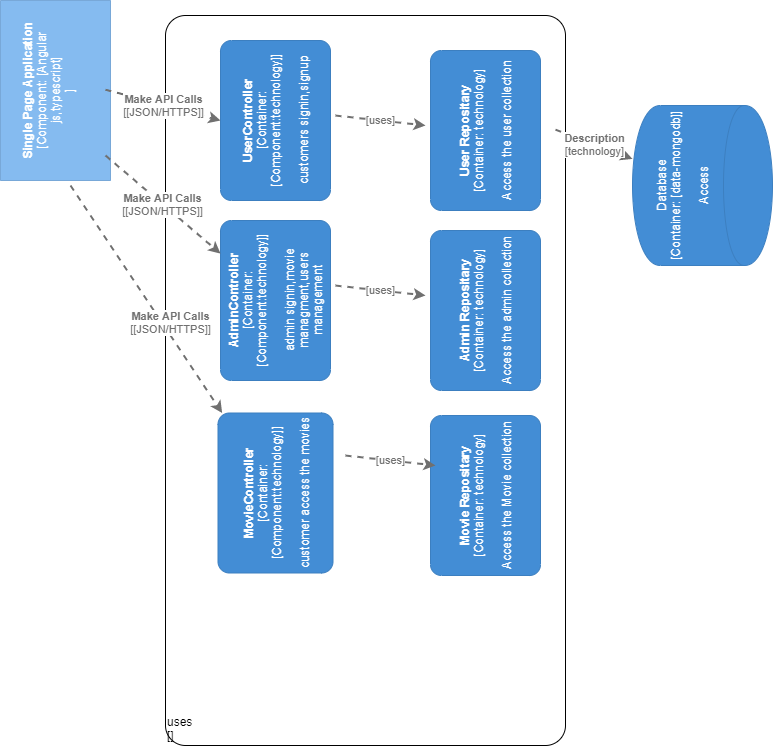 Single Page Application
[Component: [Angular
js,typescript]
]
Make API Calls
[[JSON/HTTPS]]
UserController
[Container:
[Component:technology]]
customers signin,signup
[uses]
User Repositary
[Container: technology]
Access the user collection
Description
[technology]
Database
[Container: [data-mongodb]]
Access
Make API Calls
[[JSON/HTTPS]]
AdminController
[Container:
[Component:technology]]
admin signin,movie
managment,users
management
[uses]
Admin Repositary
[Container: technology]
Access the admin collection
Make API Calls
[[JSON/HTTPS]]
MovieController
[Container:
[Component:technology]]
customer access the movies
[uses]
Movie Repositary
[Container: technology]
Access the Movie collection
uses
[]